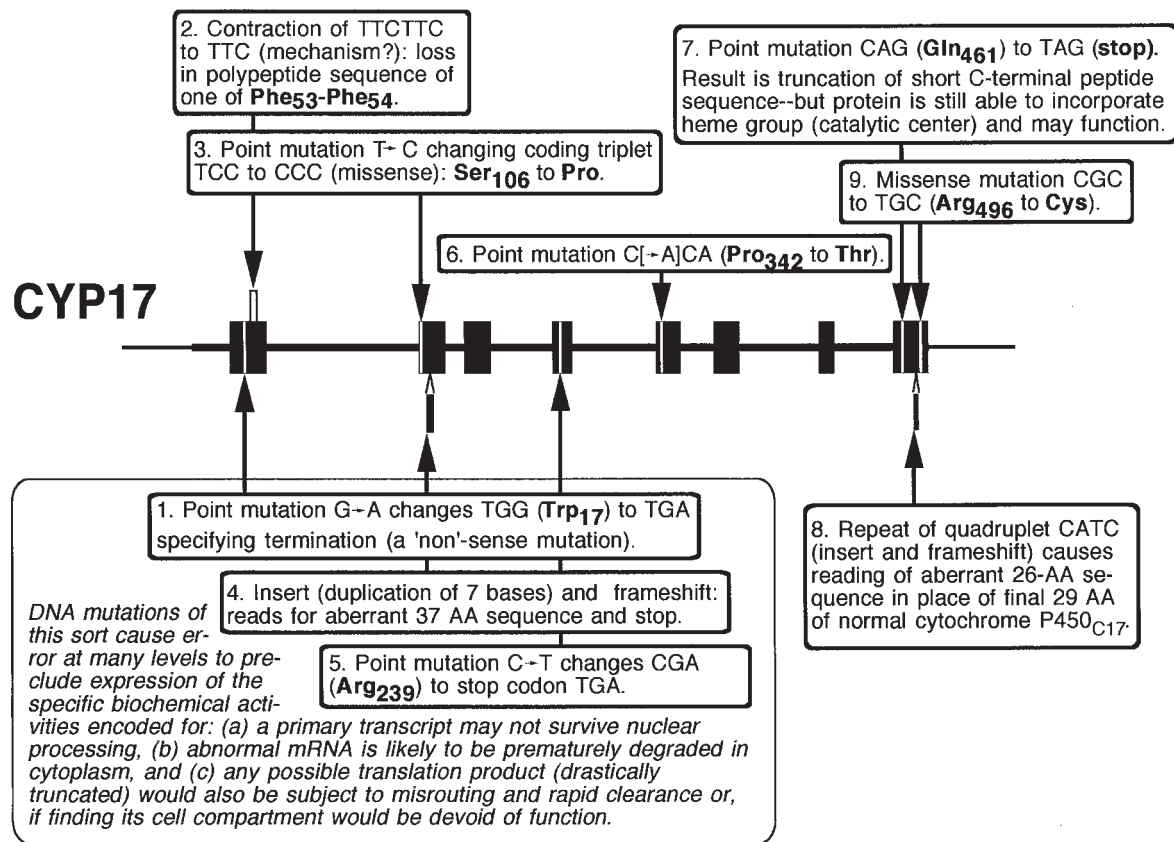 2. Contraction of TTCTTC
to TTC (mechanism?): loss
in polypeptide sequence of
one of Phe53-Phe54.
3. Point mutation T→C changing coding triplet
TCC to CCC (missense): Ser106 to Pro.
7. Point mutation CAG (Gln461) to TAG (stop).
Result is truncation of short C-terminal peptide
sequence--but protein is still able to incorporate
heme group (catalytic center) and may function.
9. Missense mutation CGC
to TGC (Arg496 to Cys).
6. Point mutation C[→A]CA (Pro342 to Thr).
CYP17
1. Point mutation G→A changes TGG (Trp17) to TGA
specifying termination (a 'non'-sense mutation).
4. Insert (duplication of 7 bases) and frameshift:
reads for aberrant 37 AA sequence and stop.
5. Point mutation C→T changes CGA
(Arg239) to stop codon TGA.
8. Repeat of quadruplet CATC
(insert and frameshift) causes
reading of aberrant 26-AA se-
quence in place of final 29 AA
of normal cytochrome P450C17.
DNA mutations of
this sort cause er-
ror at many levels to pre-
clude expression of the
specific biochemical acti-
vities encoded for: (a) a primary transcript may not survive nuclear
processing, (b) abnormal mRNA is likely to be prematurely degraded in
cytoplasm, and (c) any possible translation product (drastically
truncated) would also be subject to misrouting and rapid clearance or,
if finding its cell compartment would be devoid of function.